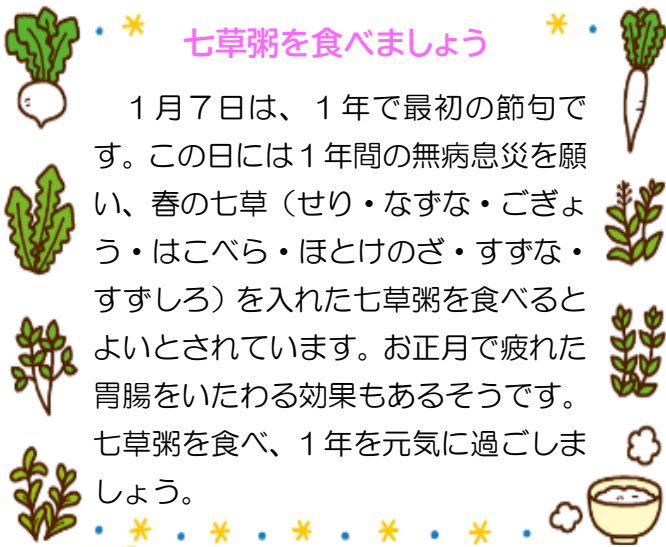 七草粥を食べましょう
　１月７日は、１年で最初の節句で
す。この日には１年間の無病息災を願
い、春の七草（せり・なずな・ごぎょ
う・はこべら・ほとけのざ・すずな・
すずしろ）を入れた七草粥を食べると
よいとされています。お正月で疲れた
胃腸をいたわる効果もあるそうです。
七草粥を食べ、１年を元気に過ごしま
しょう。